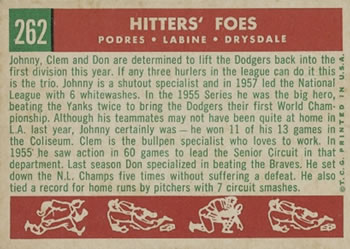 262
HITTERS' FOES
PODRES • LABINE • DRYSDALE
Johnny, Clem and Don are determined to lift the Dodgers back into
the first division this year. If any three hurlers in the league can do it this
is the trio. Johnny is a shutout specialist and in 1957 led the National
League with 6 whitewashes. In the 1955 Series he was the big hero,
beating the Yanks twice to bring the Dodgers their first World Cham-
pionship. Although his teammates may not have been quite at home in
L.A. last year, Johnny certainly was — he won 11 of his 13 games in
the Coliseum. Clem is the bullpen specialist who loves to work. In
1955 he saw action in 60 games to lead the Senior Circuit in that
department. Last season Don specialized in beating the Braves. He set
down the N.L. Champs five times without suffering a defeat. He also
tied a record for home runs by pitchers with 7 circuit smashes.
© T.C.G. PRINTED IN U.S.A.